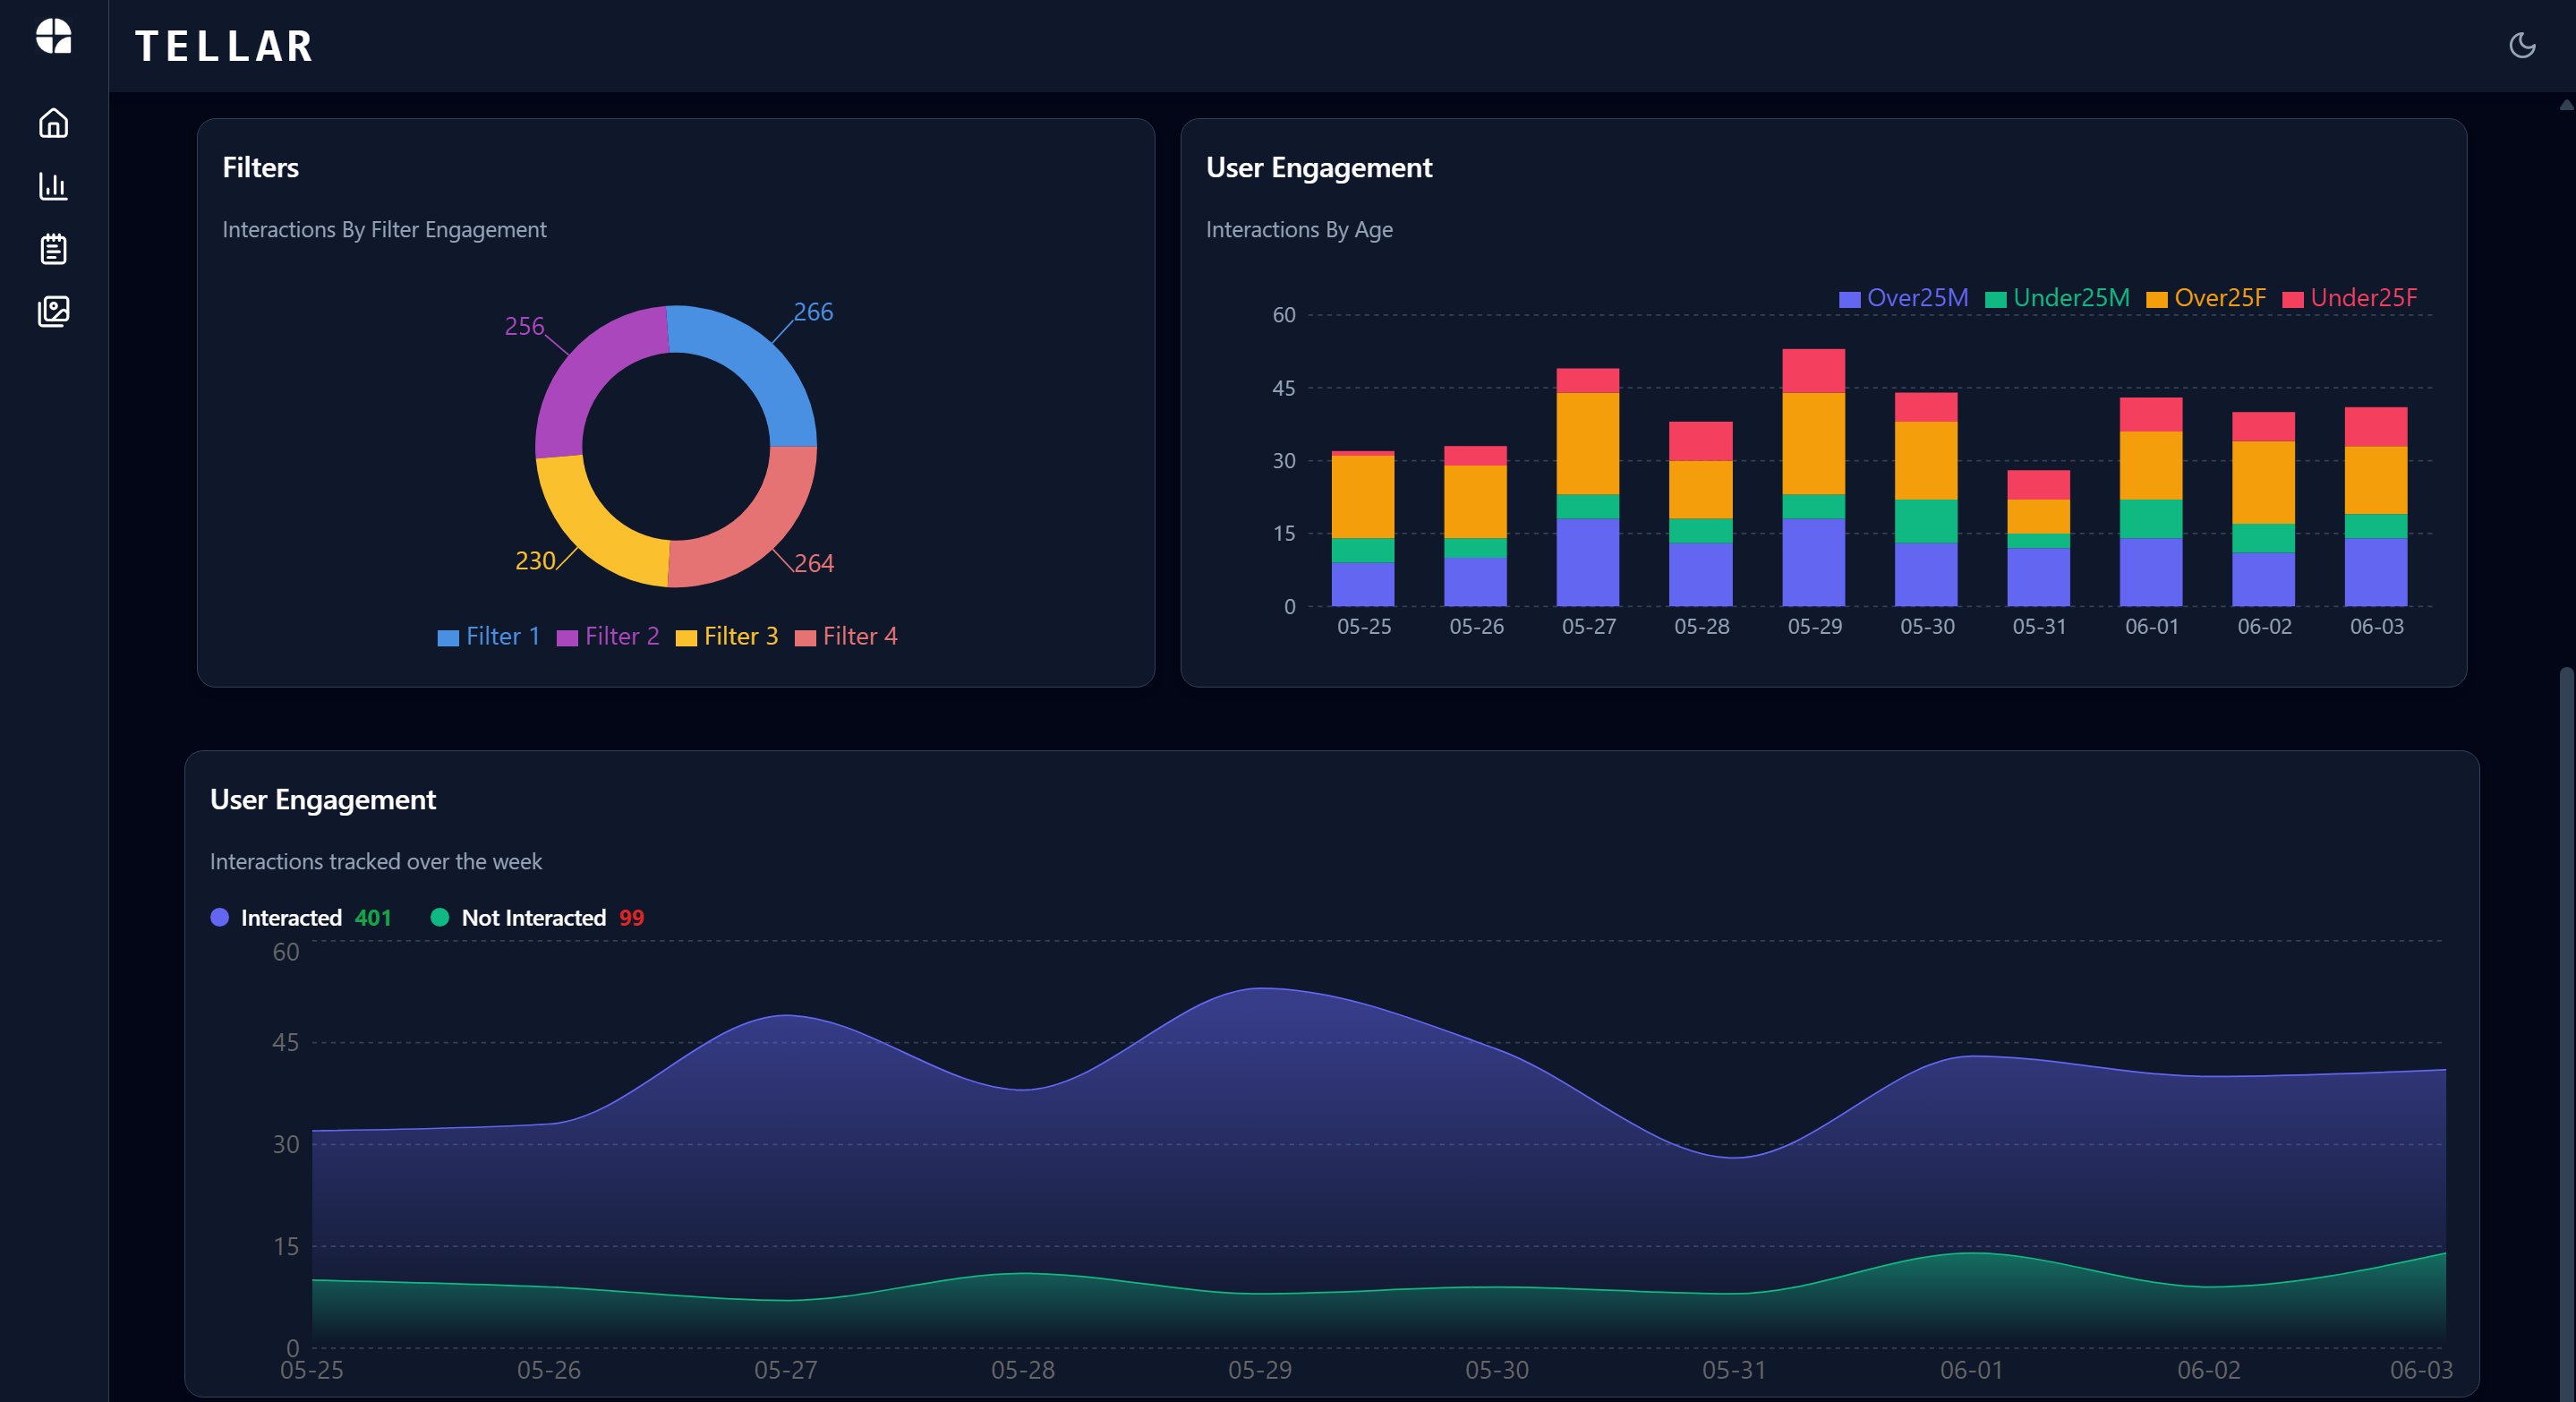 TELLAR
Filters
Interactions By Filter Engagement
256
266
230
264
Filter 1 Filter 2 Filter 3 Filter 4
User Engagement
Interactions By Age
Over25M Under25M Over25F Under25F
60
45
30
15
0
05-25 05-26 05-27 05-28 05-29 05-30 05-31 06-01 06-02 06-03
User Engagement
Interactions tracked over the week
Interacted 401 Not Interacted 99
60
45
30
15
0
05-25 05-26 05-27 05-28 05-29 05-30 05-31 06-01 06-02 06-03